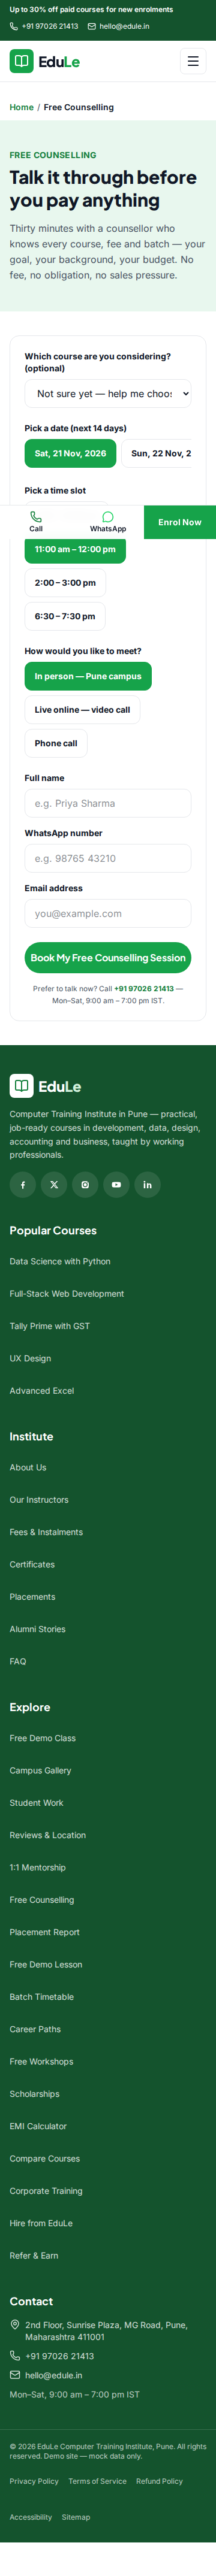 Up to 30% off paid courses for new enrolments
+91 97026 21413 hello@edule.in
EduLe
Home / Free Counselling
FREE COUNSELLING
Talk it through before
you pay anything
Thirty minutes with a counsellor who
knows every course, fee and batch — your
goal, your background, your budget. No
fee, no obligation, no sales pressure.
Which course are you considering?
(optional)
Not sure yet — help me choos
Pick a date (next 14 days)
Sat, 21 Nov, 2026 Sun, 22 Nov, 2
Pick a time slot
Call WhatsApp Enrol Now
11:00 am – 12:00 pm
2:00 – 3:00 pm
6:30 – 7:30 pm
How would you like to meet?
In person — Pune campus
Live online — video call
Phone call
Full name
e.g. Priya Sharma
WhatsApp number
e.g. 98765 43210
Email address
you@example.com
Book My Free Counselling Session
Prefer to talk now? Call +91 97026 21413 —
Mon–Sat, 9:00 am – 7:00 pm IST.
EduLe
Computer Training Institute in Pune — practical,
job-ready courses in development, data, design,
accounting and business, taught by working
professionals.
Popular Courses
Data Science with Python
Full-Stack Web Development
Tally Prime with GST
UX Design
Advanced Excel
Institute
About Us
Our Instructors
Fees & Instalments
Certificates
Placements
Alumni Stories
FAQ
Explore
Free Demo Class
Campus Gallery
Student Work
Reviews & Location
1:1 Mentorship
Free Counselling
Placement Report
Free Demo Lesson
Batch Timetable
Career Paths
Free Workshops
Scholarships
EMI Calculator
Compare Courses
Corporate Training
Hire from EduLe
Refer & Earn
Contact
2nd Floor, Sunrise Plaza, MG Road, Pune,
Maharashtra 411001
+91 97026 21413
hello@edule.in
Mon–Sat, 9:00 am – 7:00 pm IST
© 2026 EduLe Computer Training Institute, Pune. All rights
reserved. Demo site — mock data only.
Privacy Policy Terms of Service Refund Policy
Accessibility Sitemap